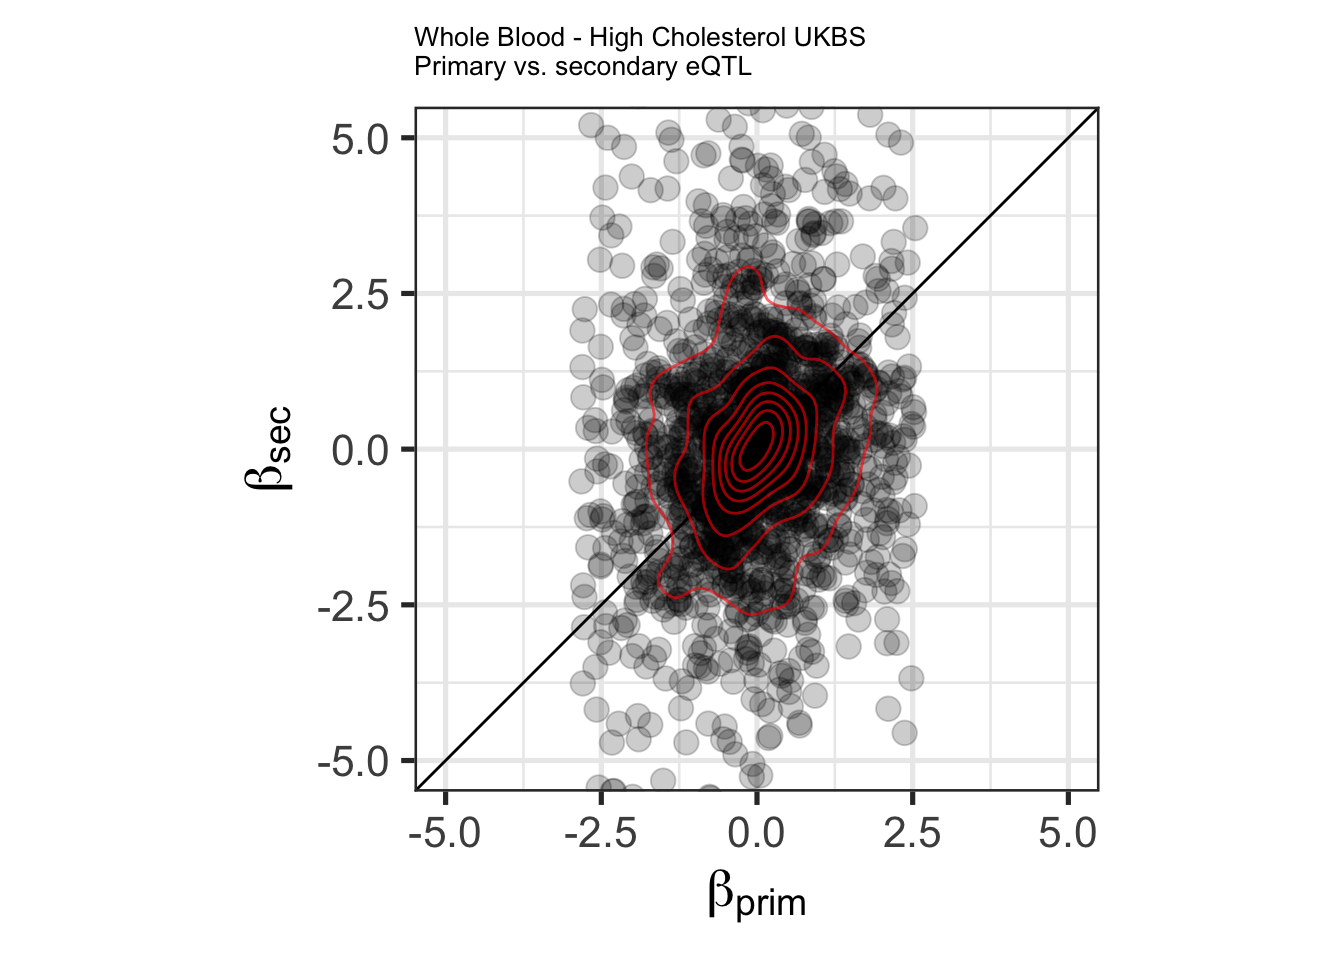 Whole Blood - High Cholesterol UKBS
Primary vs. secondary eQTL
5.0
2.5
0.0
-2.5
-5.0
βsec
-5.0 -2.5 0.0 2.5 5.0
βprim